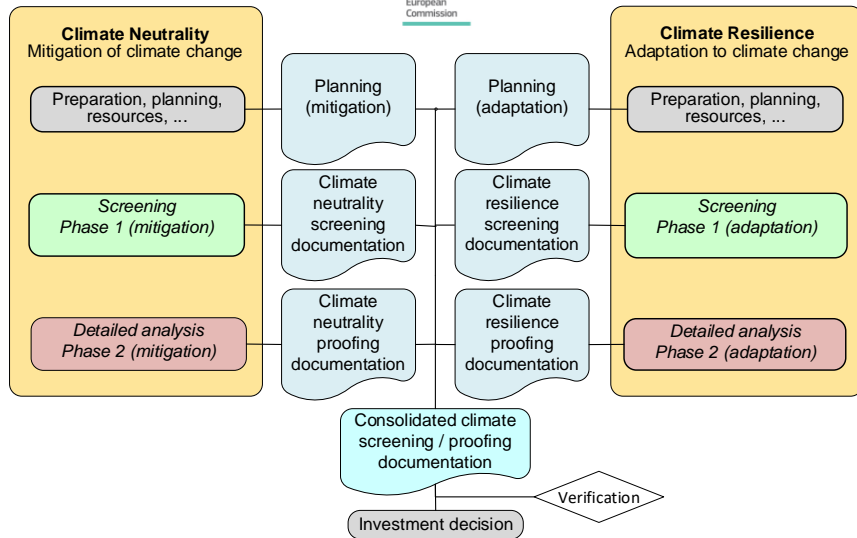 European
Commission
Climate Neutrality
Mitigation of climate change
Preparation, planning,
resources, ...
Screening
Phase 1 (mitigation)
Detailed analysis
Phase 2 (mitigation)
Planning
(mitigation)
Climate
neutrality
screening
documentation
Climate
neutrality
proofing
documentation
Planning
(adaptation)
Climate
resilience
screening
documentation
Climate
resilience
proofing
documentation
Climate Resilience
Adaptation to climate change
Preparation, planning,
resources, ...
Screening
Phase 1 (adaptation)
Detailed analysis
Phase 2 (adaptation)
Consolidated climate
screening / proofing
documentation
Verification
Investment decision